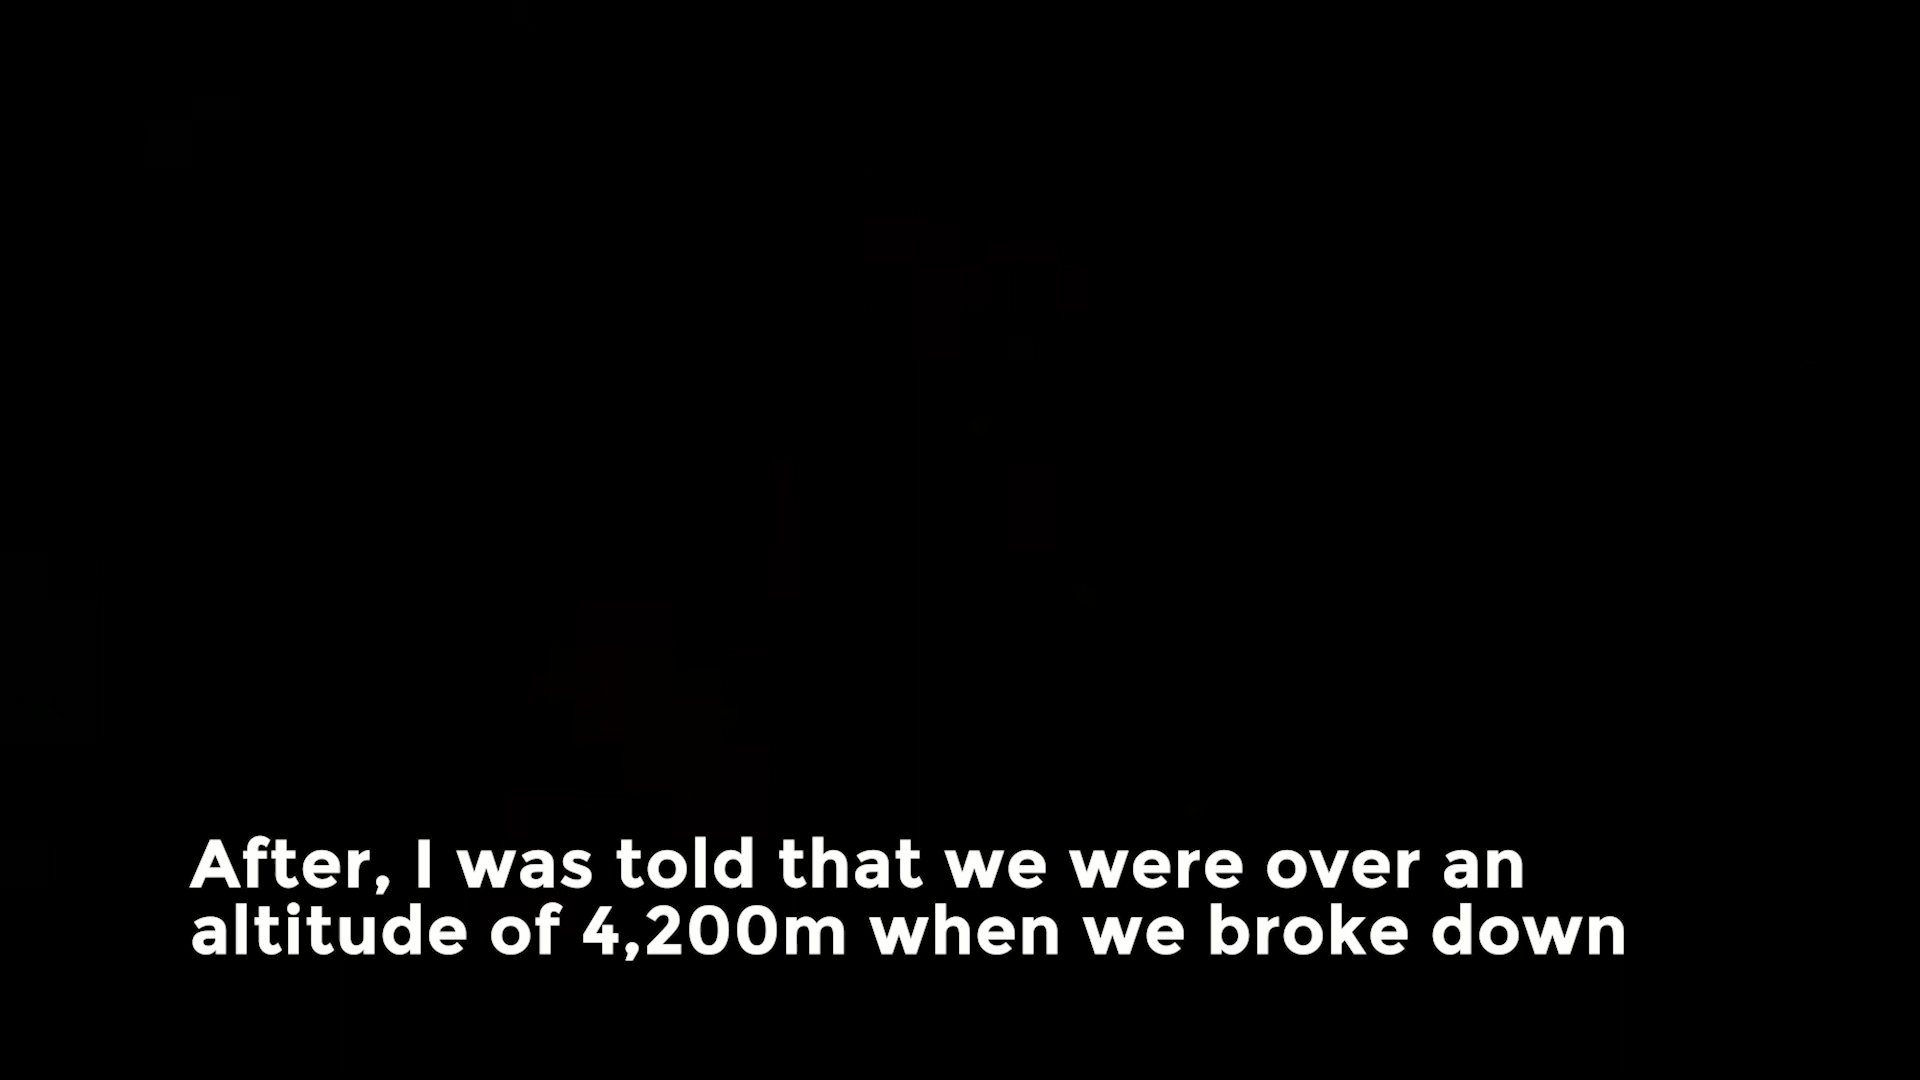 After, I was told that we were over an
altitude of 4,200m when we broke down